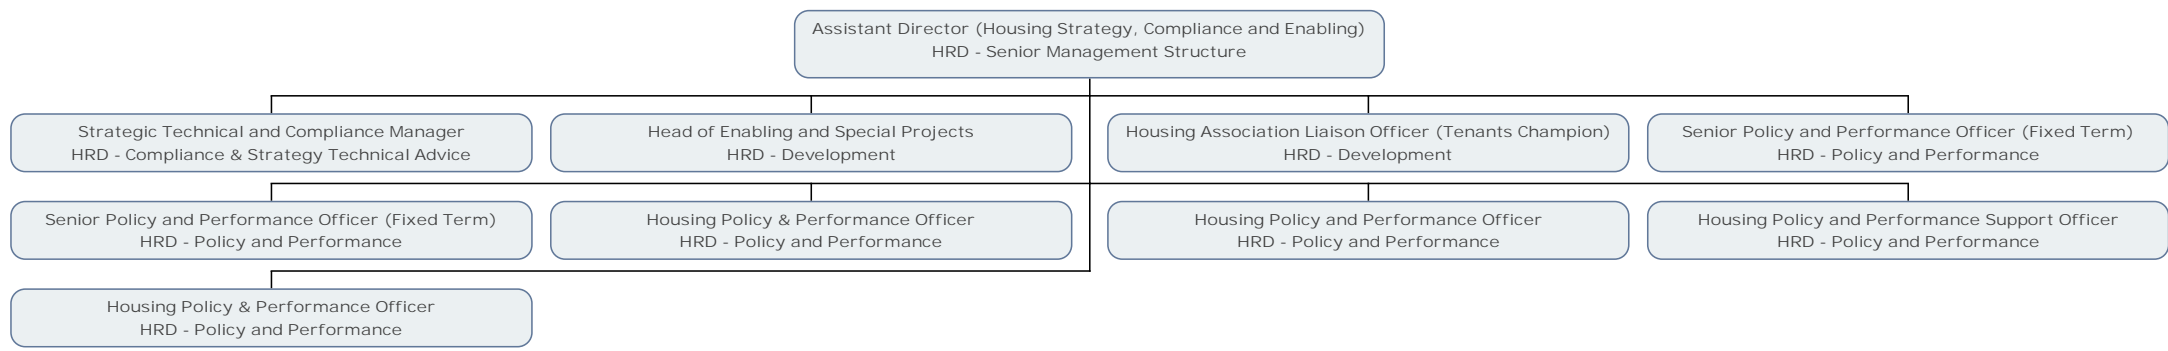 Assistant Director (Housing Strategy, Compliance and Enabling)
HRD - Senior Management Structure
Strategic Technical and Compliance Manager
HRD - Compliance & Strategy Technical Advice
Head of Enabling and Special Projects
HRD - Development
Housing Association Liaison Officer (Tenants Champion)
HRD - Development
Senior Policy and Performance Officer (Fixed Term)
HRD - Policy and Performance
Senior Policy and Performance Officer (Fixed Term)
HRD - Policy and Performance
Housing Policy & Performance Officer
HRD - Policy and Performance
Housing Policy and Performance Officer
HRD - Policy and Performance
Housing Policy and Performance Support Officer
HRD - Policy and Performance
Housing Policy & Performance Officer
HRD - Policy and Performance